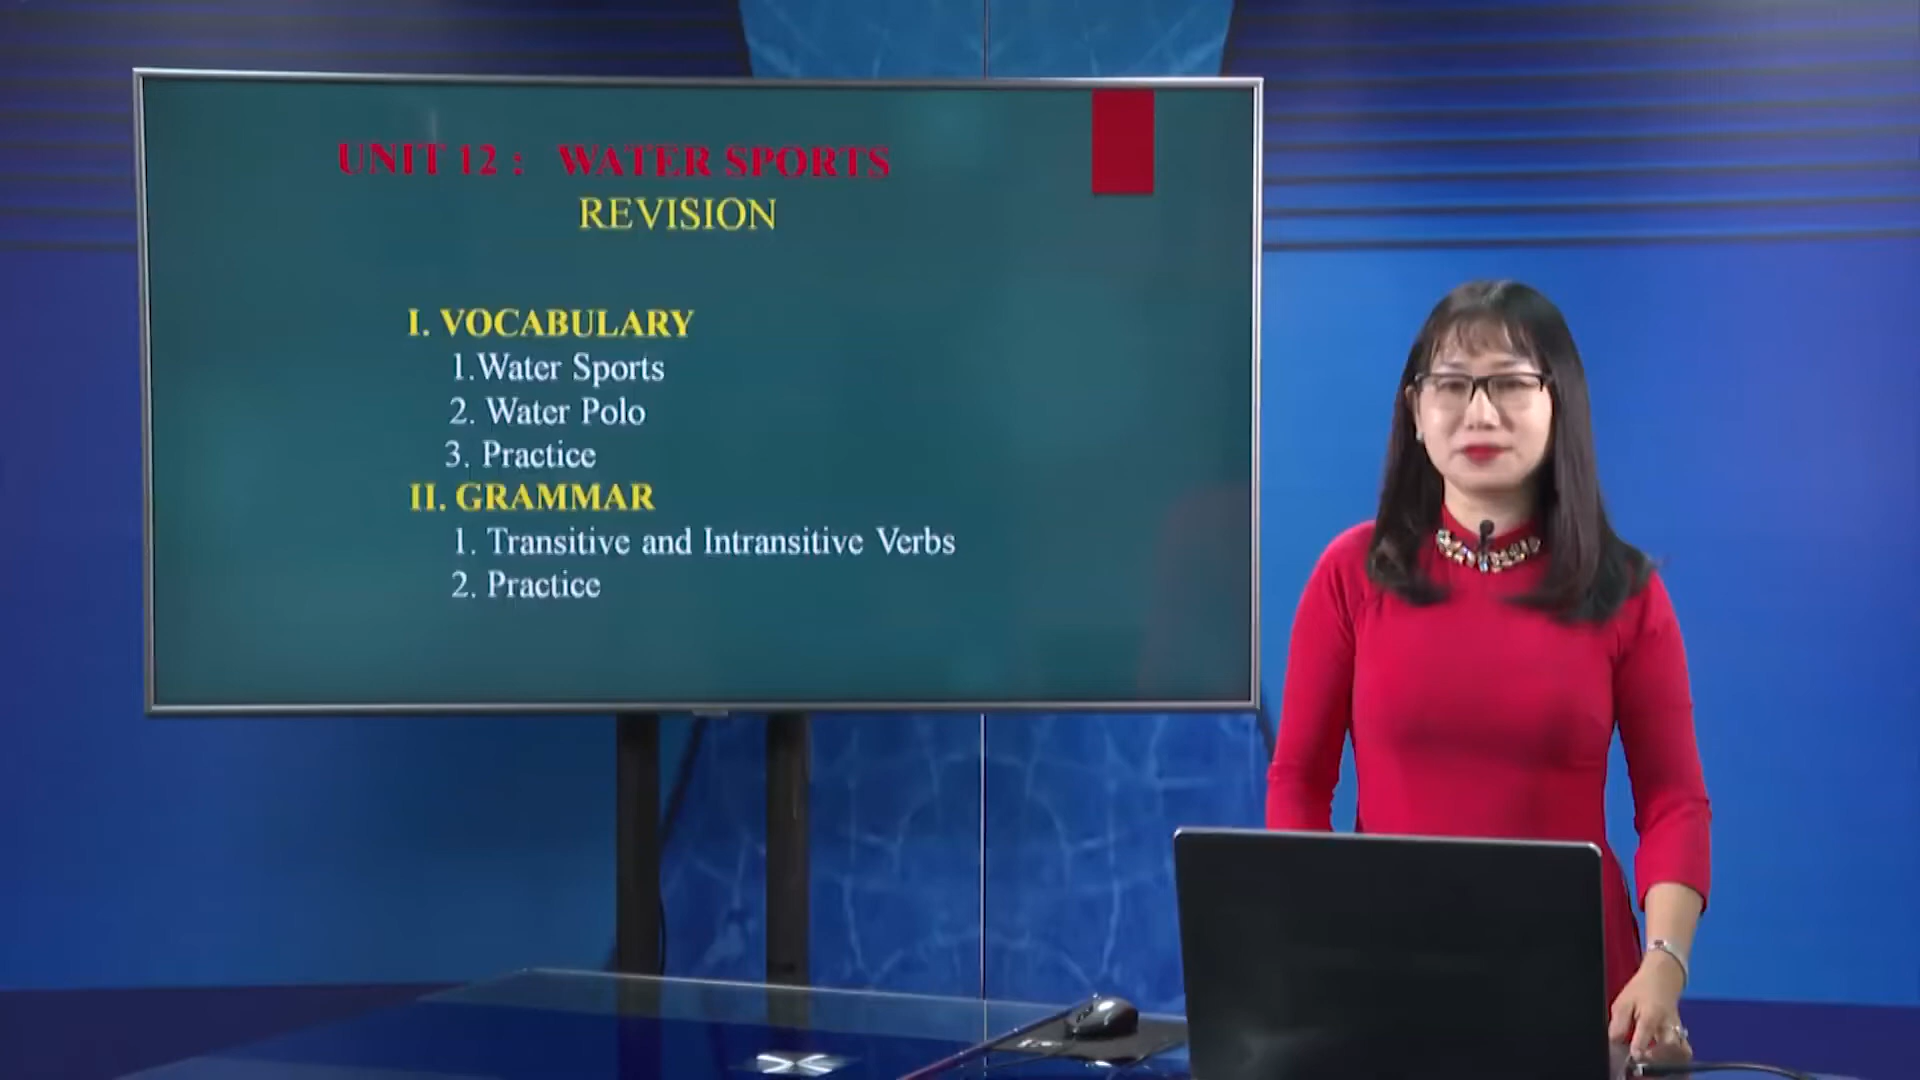 UNIT 12 : WATER SPORTS
REVISION
I. VOCABULARY
1.Water Sports
2. Water Polo
3. Practice
II. GRAMMAR
1. Transitive and Intransitive Verbs
2. Practice